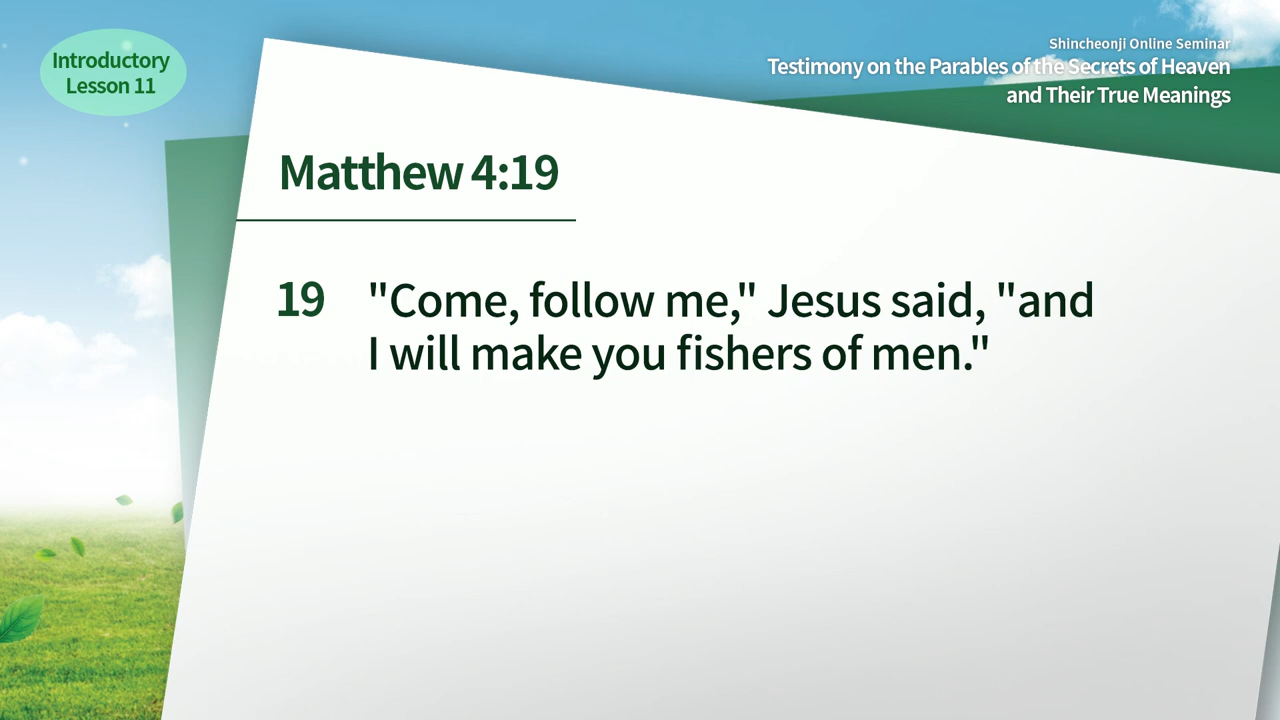 Introductory
Lesson 11
Shincheonji Online Seminar
Testimony on the Parables of the Secrets of Heaven
and Their True Meanings
Matthew 4:19
19 "Come, follow me," Jesus said, "and
I will make you fishers of men."